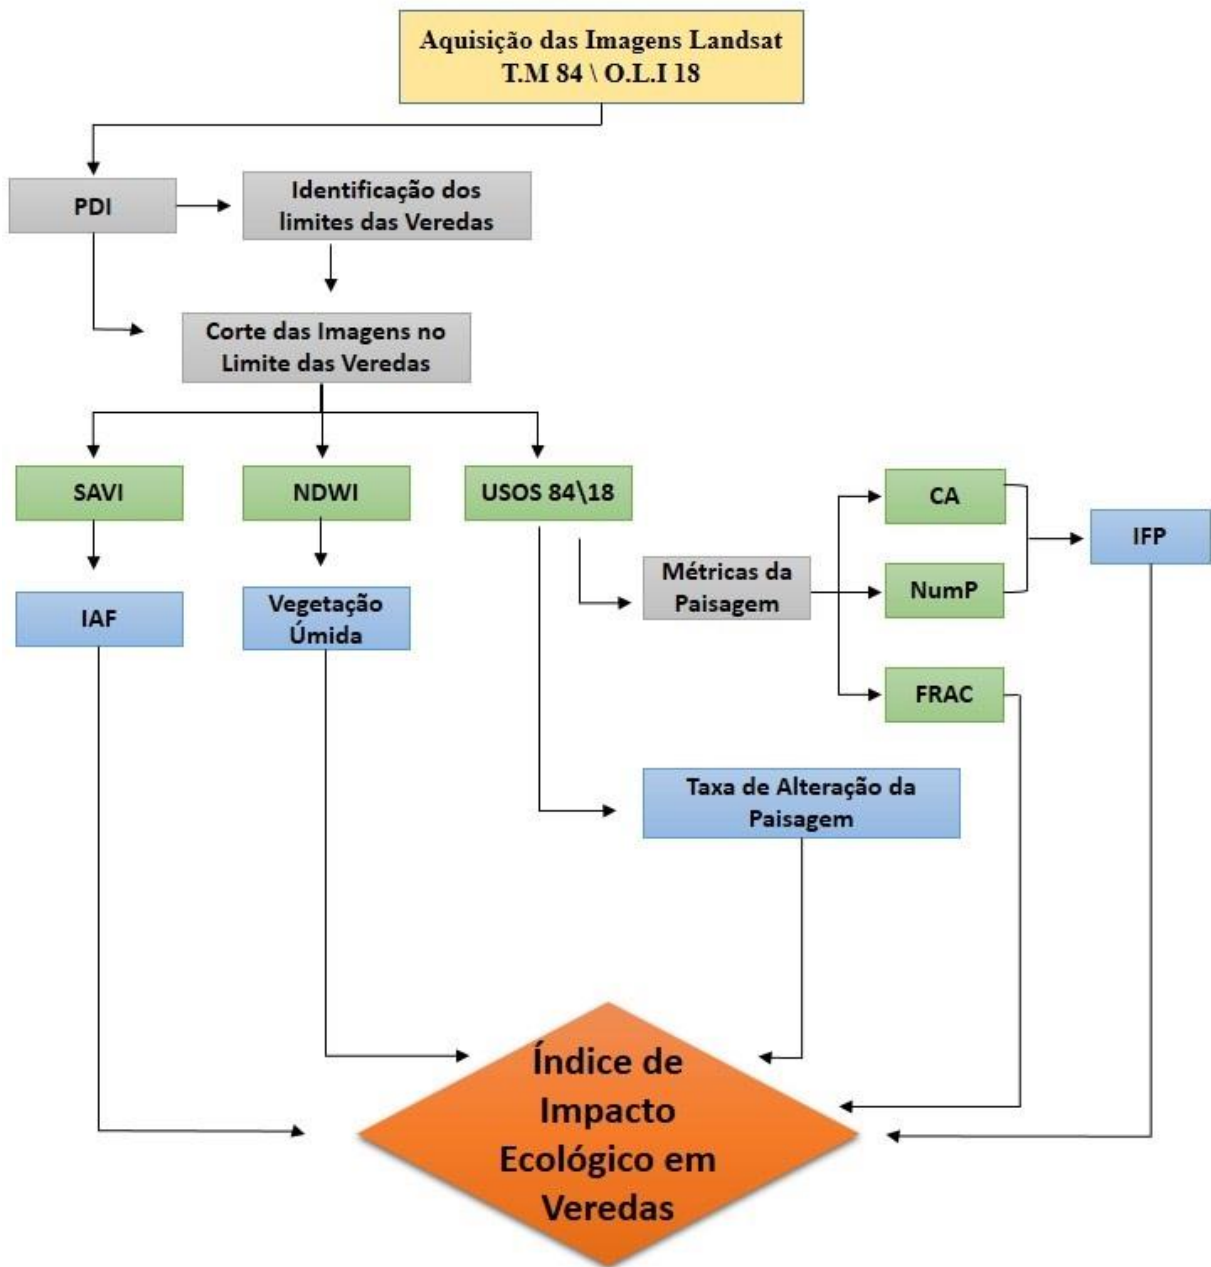 Aquisição das Imagens Landsat
T.M 84 \ O.L.I 18
PDI
Identificação dos
limites das Veredas
Corte das Imagens no
Limite das Veredas
SAVI
NDWI
USOS 84\18
CA
IFP
Métricas da
Paisagem
NumP
IAF
Vegetação
Úmida
FRAC
Taxa de Alteração da
Paisagem
Índice de
Impacto
Ecológico em
Veredas